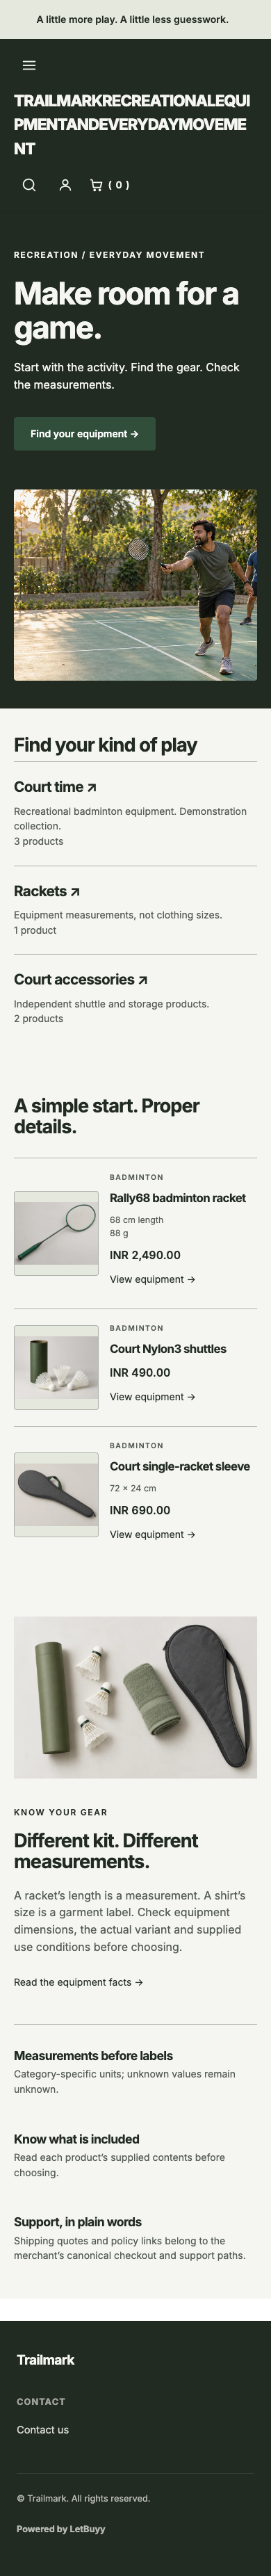 A little more play. A little less guesswork.
TRAILMARKRECREATIONALEQUI
PMENTANDEVERYDAYMOVEME
NT
( 0 )
RECREATION / EVERYDAY MOVEMENT
Make room for a
game.
Start with the activity. Find the gear. Check
the measurements.
Find your equipment →
Find your kind of play
Court time ↗
Recreational badminton equipment. Demonstration
collection.
3 products
Rackets ↗
Equipment measurements, not clothing sizes.
1 product
Court accessories ↗
Independent shuttle and storage products.
2 products
A simple start. Proper
details.
BADMINTON
Rally68 badminton racket
68 cm length
88 g
INR 2,490.00
View equipment →
BADMINTON
Court Nylon3 shuttles
INR 490.00
View equipment →
BADMINTON
Court single-racket sleeve
72 × 24 cm
INR 690.00
View equipment →
KNOW YOUR GEAR
Different kit. Different
measurements.
A racket’s length is a measurement. A shirt’s
size is a garment label. Check equipment
dimensions, the actual variant and supplied
use conditions before choosing.
Read the equipment facts →
Measurements before labels
Category-specific units; unknown values remain
unknown.
Know what is included
Read each product’s supplied contents before
choosing.
Support, in plain words
Shipping quotes and policy links belong to the
merchant’s canonical checkout and support paths.
Trailmark
CONTACT
Contact us
© Trailmark. All rights reserved.
Powered by LetBuyy